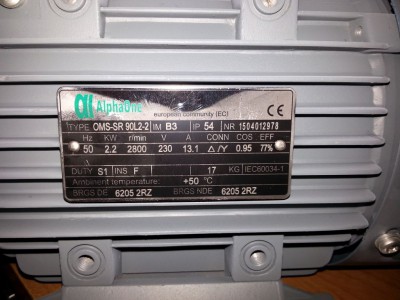 AlphaOne
european community (EC) CE
TYPE OMS-SR 90L2-2 IM B3 IP 54 NR 1504012978
Hz KW r/min V A CONN COS EFF
50 2.2 2800 230 13.1 △/Y 0.95 77%
DUTY S1 INS F 17 KG IEC60034-1
Ambient temperature +50 °C
BRGS DE 6205 2RZ BRGS NDE 6205 2RZ